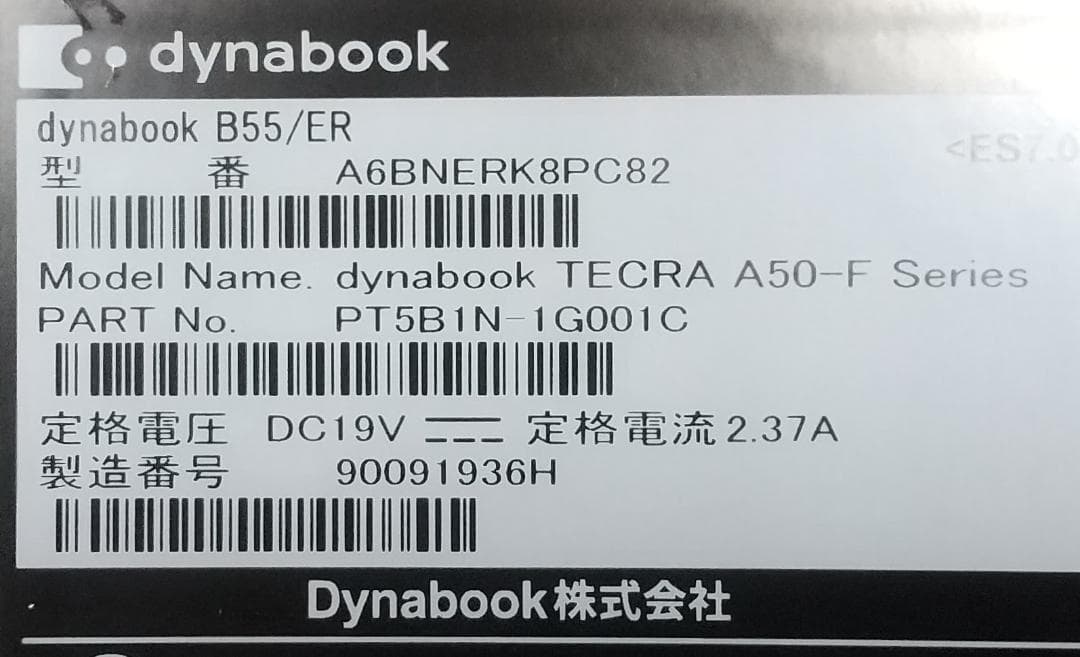 dynabook
dynabook B55/ER
<ES7.0
型 番 A6BNERK8PC82
Model Name. dynabook TECRA A50-F Series
PART No. PT5B1N-1G001C
定格電圧 DC19V 定格電流2.37A
製造番号 90091936H
Dynabook株式会社